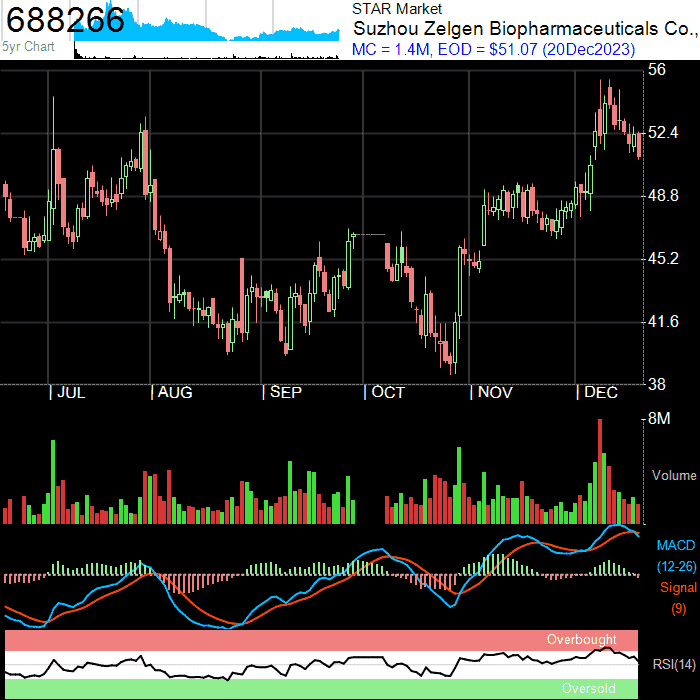 688266
5yr Chart
STAR Market
Suzhou Zelgen Biopharmaceuticals Co.,
MC = 1.4M, EOD = $51.07 (20Dec2023)
56
52.4
48.8
45.2
41.6
38
JUL
AUG
SEP
OCT
NOV
DEC
8M
Volume
MACD
(12-26)
Signal
(9)
Overbought
RSI(14)
Oversold